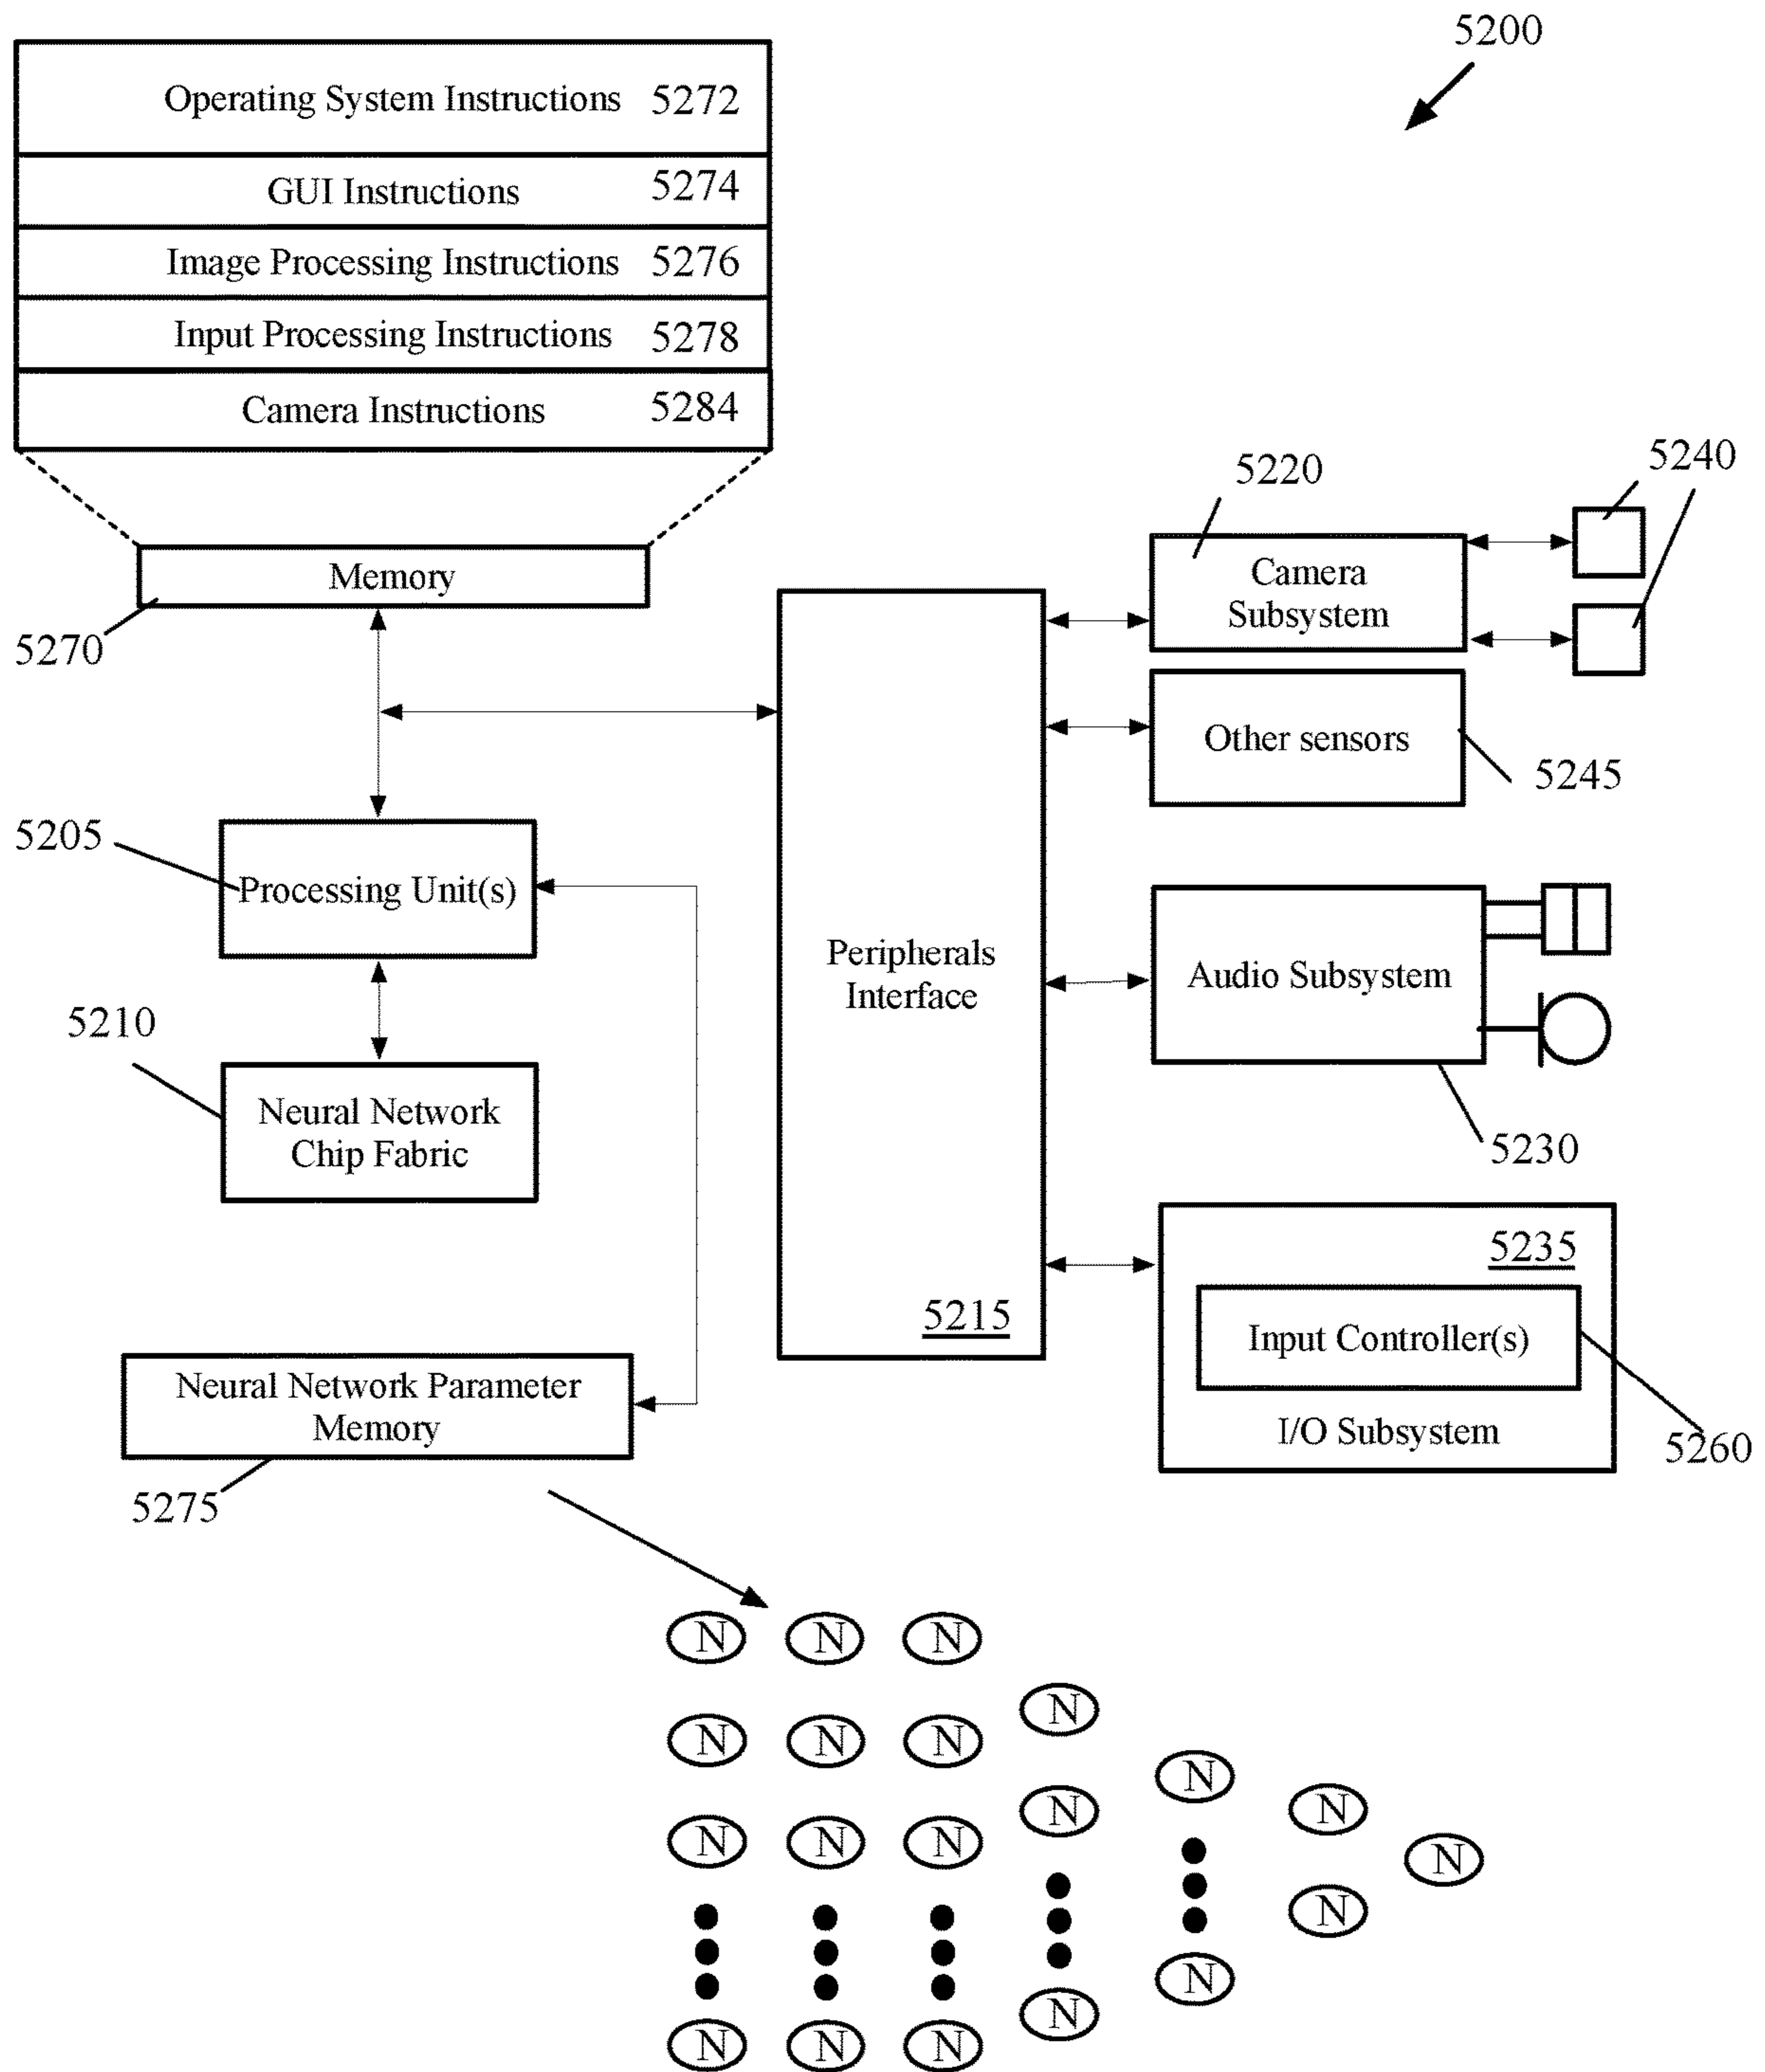 5200
Operating System Instructions 5272
GUI Instructions 5274
Image Processing Instructions 5276
Input Processing Instructions 5278
Camera Instructions 5284
Memory
5270
5220
5240
Camera
Subsystem
Other sensors
5245
5205
Processing Unit(s)
5210
Neural Network
Chip Fabric
Peripherals
Interface
5215
Audio Subsystem
5230
5235
Input Controller(s)
I/O Subsystem
5260
Neural Network Parameter
Memory
5275
N N N
N
N N N
N
N
N
N N N
N
N
N
N
N
N N N